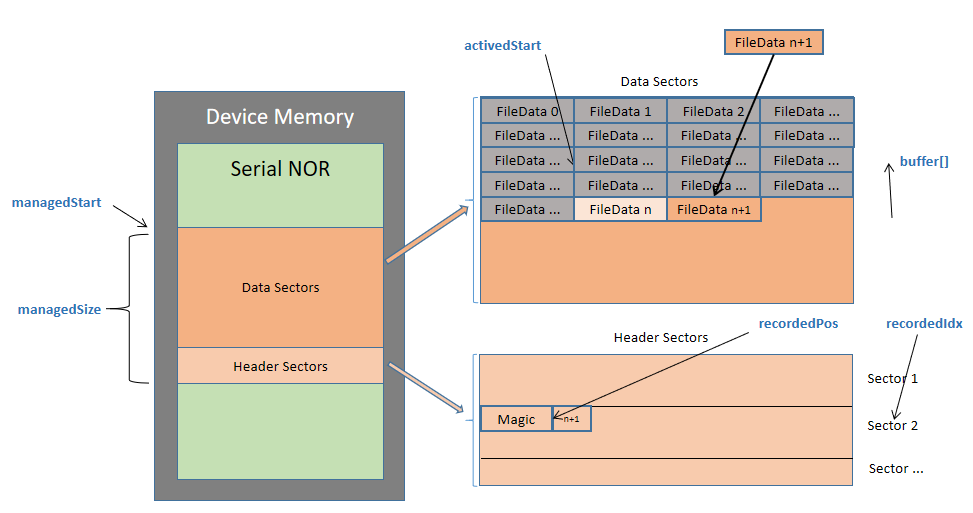 activedStart
FileData n+1
Data Sectors
Device Memory
Serial NOR
managedStart
managedSize
Data Sectors
Header Sectors
FileData 0 FileData 1 FileData 2 FileData ...
FileData ... FileData ... FileData ... FileData ...
FileData ... FileData ... FileData ... FileData ...
FileData ... FileData ... FileData ... FileData ...
FileData ... FileData n FileData n+1
buffer[]
recordedPos
recordedIdx
Header Sectors
Sector 1
Magic n+1
Sector 2
Sector ...